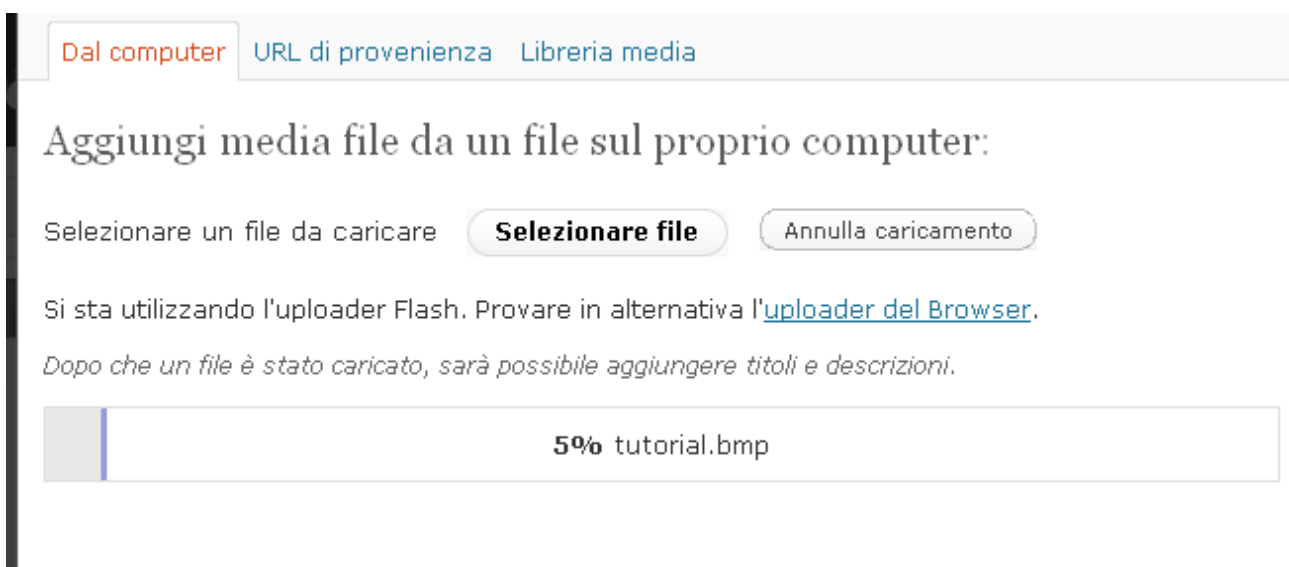 Dal computer URL di provenienza Libreria media
Aggiungi media file da un file sul proprio computer:
Selezionare un file da caricare Selezionare file Annulla caricamento
Si sta utilizzando l'uploader Flash. Provare in alternativa l'uploader del Browser.
Dopo che un file è stato caricato, sarà possibile aggiungere titoli e descrizioni.
5% tutorial.bmp